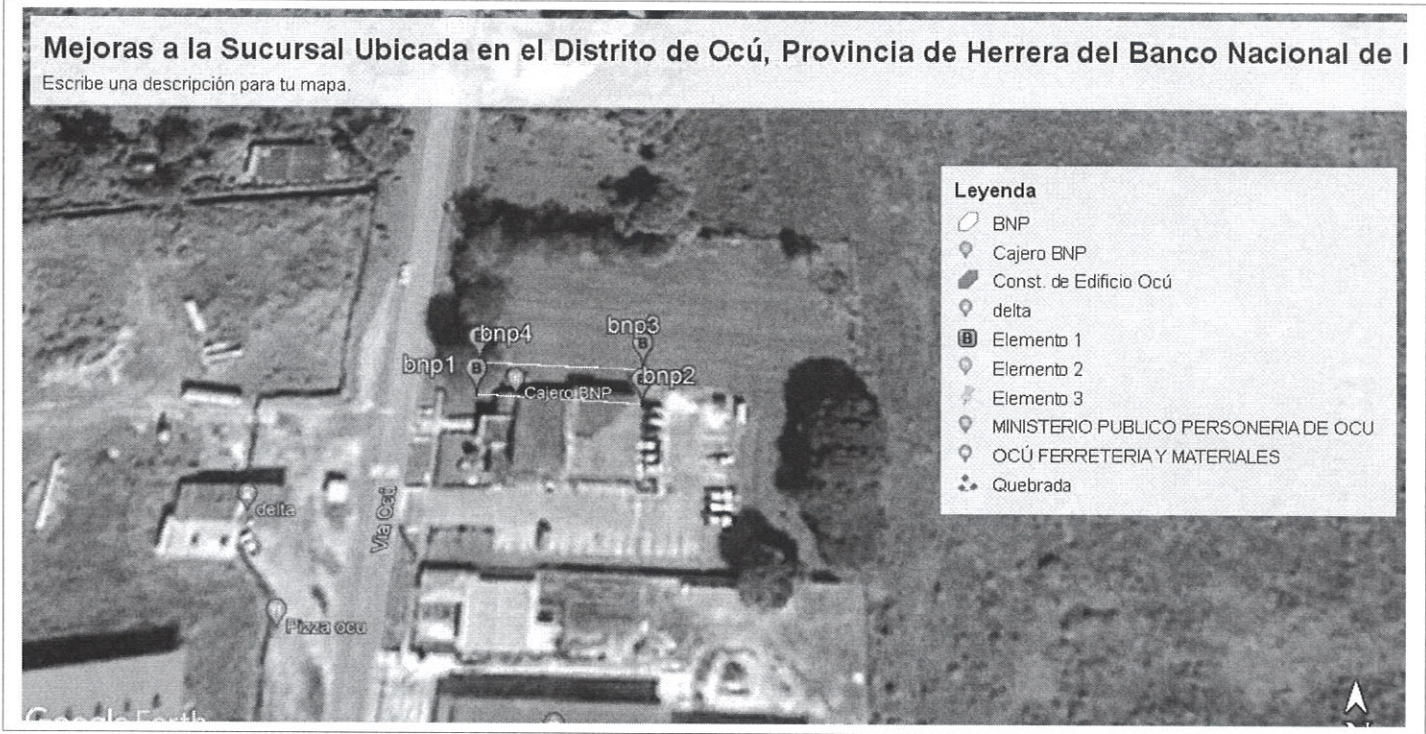 Mejoras a la Sucursal Ubicada en el Distrito de Ocú, Provincia de Herrera del Banco Nacional de
Escribe una descripción para tu mapa.
Leyenda
BNP
Cajero BNP
Const. de Edificio Ocú
delta
B Elemento 1
Elemento 2
Elemento 3
MINISTERIO PUBLICO PERSONERIA DE OCU
OCÚ FERRETERIA Y MATERIALES
Quebrada
bnp4
bnp3
bnp1
B
B
bnp2
Cajero BNP
delta
Via Ocú
Pizza ocu
Google Earth